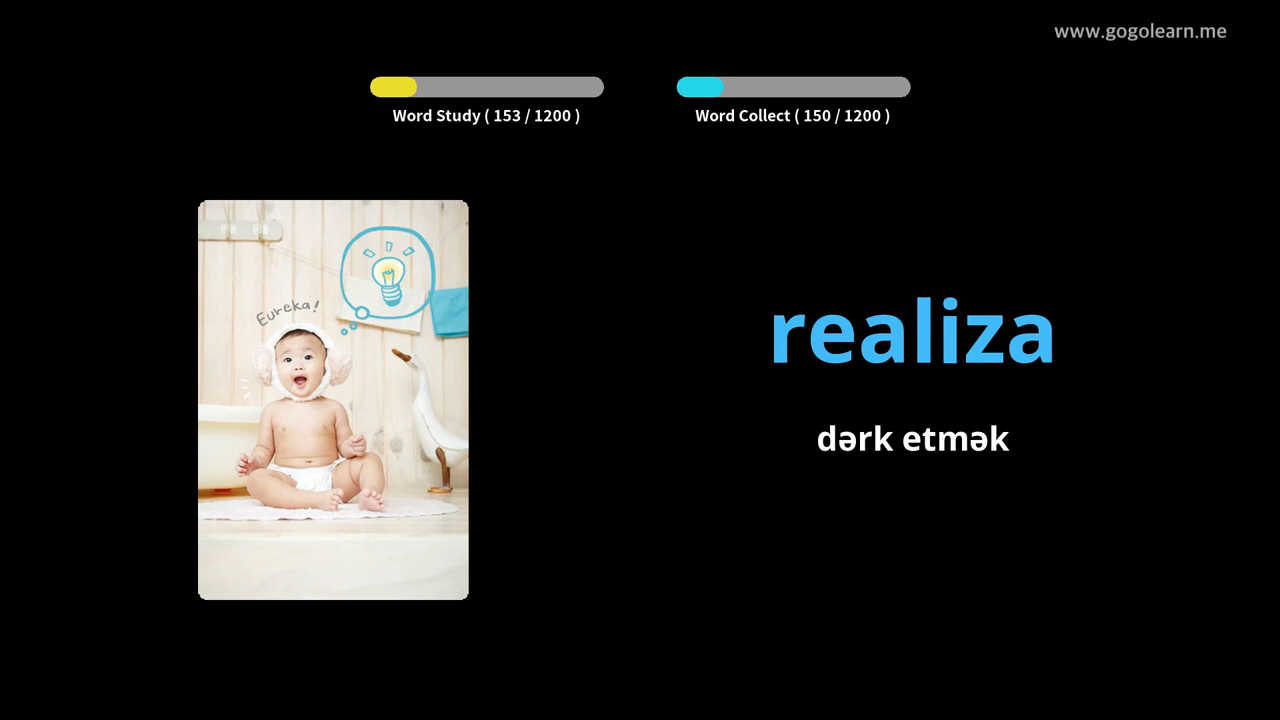 www.gogolearn.me
Word Study ( 153 / 1200 )
Word Collect ( 150 / 1200 )
Eureka!
realiza
dərk etmək